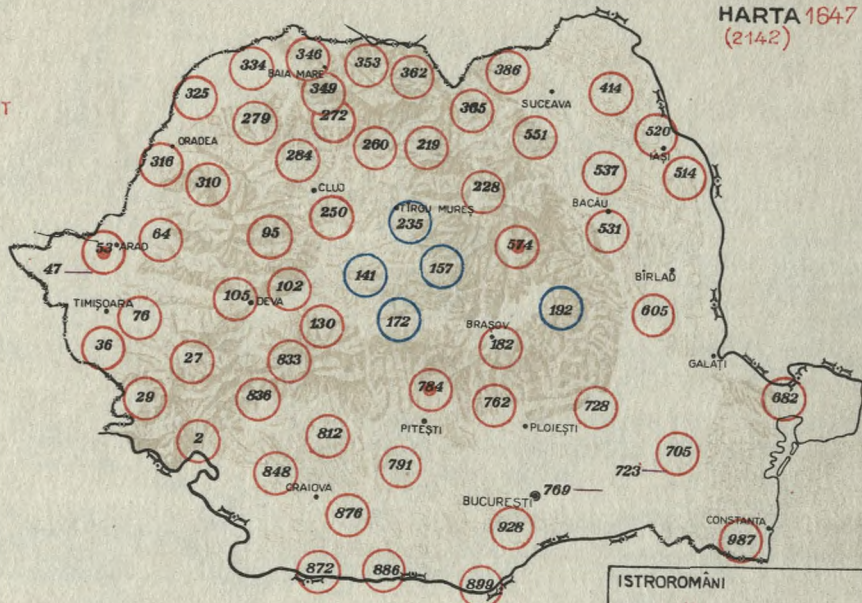 HARTA 1647
(2142)
T
346
334
BAIA MARE
353
362
386
349
325
SUCEAVA
414
365
272
279
520
551
ORADEA
260
219
IAȘI
284
316
537
514
310
CLUJ
228
250
TÎRGU MUREȘ
BACĂU
235
531
64
95
53
ARAD
574
47
141
157
BÎRLAD
102
105
DEVA
TIMIȘOARA
76
192
605
172
130
BRAȘOV
36
182
27
833
GALAȚI
784
29
836
762
728
682
PITEȘTI
PLOIEȘTI
2
812
705
791
723
848
CRAIOVA
769
BUCUREȘTI
876
928
CONSTANȚA
987
872
886
899
ISTROROMÂNI